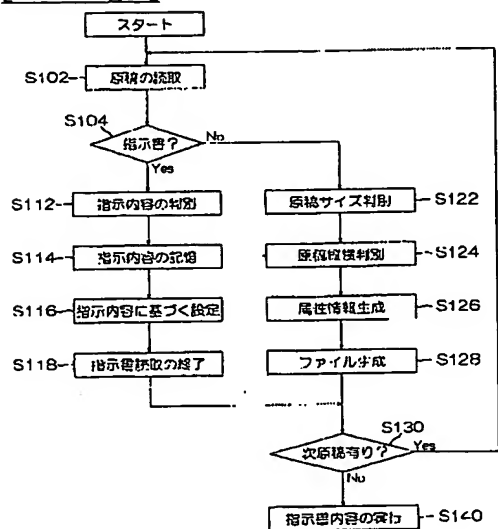 スタート
S102
原稿の読取
S104
指示書?
No
Yes
S112
指示内容の判別
原稿サイズ判別
S122
S114
指示内容の記憶
原稿縦横判別
S124
S116
指示内容に基づく設定
属性情報生成
S126
S118
指示書読取の終了
ファイル生成
S128
S130
次原稿有り?
Yes
No
指示書内容の実行
S140